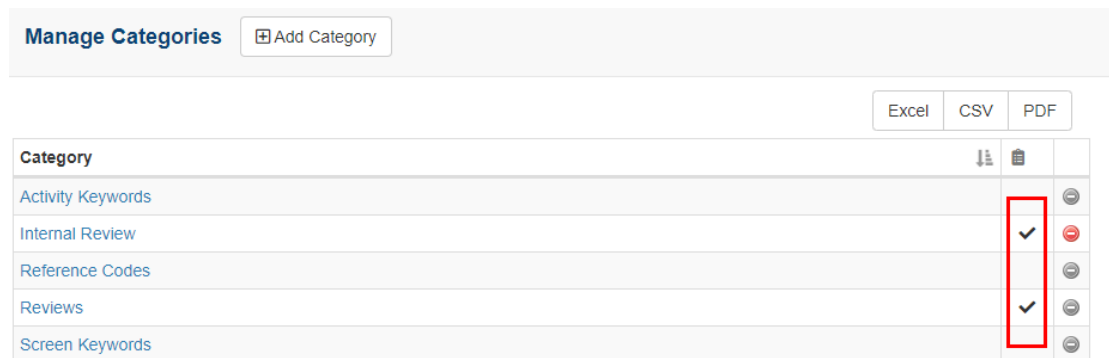 Manage Categories Add Category
Excel CSV PDF
Category
Activity Keywords
Internal Review
Reference Codes
Reviews
Screen Keywords